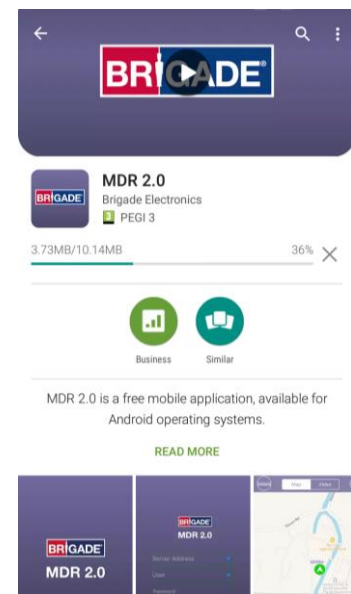 BRIGADE
BRIGADE
MDR 2.0
Brigade Electronics
3 PEGI 3
3.73MB/10.14MB 36%
Business Similar
MDR 2.0 is a free mobile application, available for
Android operating systems.
READ MORE
BRIGADE
MDR 2.0
BRIGADE
MDR 2.0
Server Address
User
Password
Map